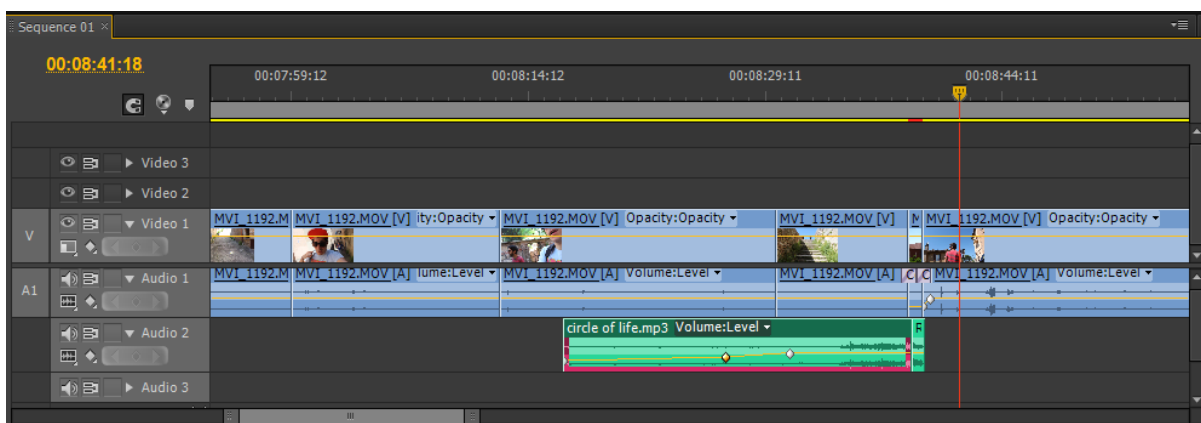 Sequence 01 ×
00:08:41:18
00:07:59:12 00:08:14:12 00:08:29:11 00:08:44:11
Video 3
Video 2
V Video 1 MVI_1192.M MVI_1192.MOV [V] ity:Opacity MVI_1192.MOV [V] Opacity:Opacity MVI_1192.MOV [V] M MVI_1192.MOV [V] Opacity:Opacity
A1 Audio 1 MVI_1192.M MVI_1192.MOV [A] lume:Level MVI_1192.MOV [A] Volume:Level MVI_1192.MOV [A] C C MVI_1192.MOV [A] Volume:Level
Audio 2 circle of life.mp3 Volume:Level F
Audio 3